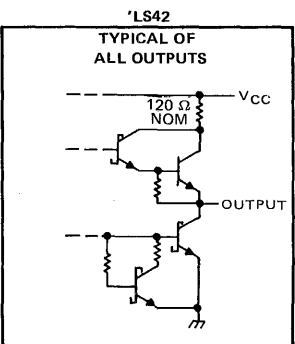 'LS42
TYPICAL OF
ALL OUTPUTS
VCC
120 Ω
NOM
OUTPUT